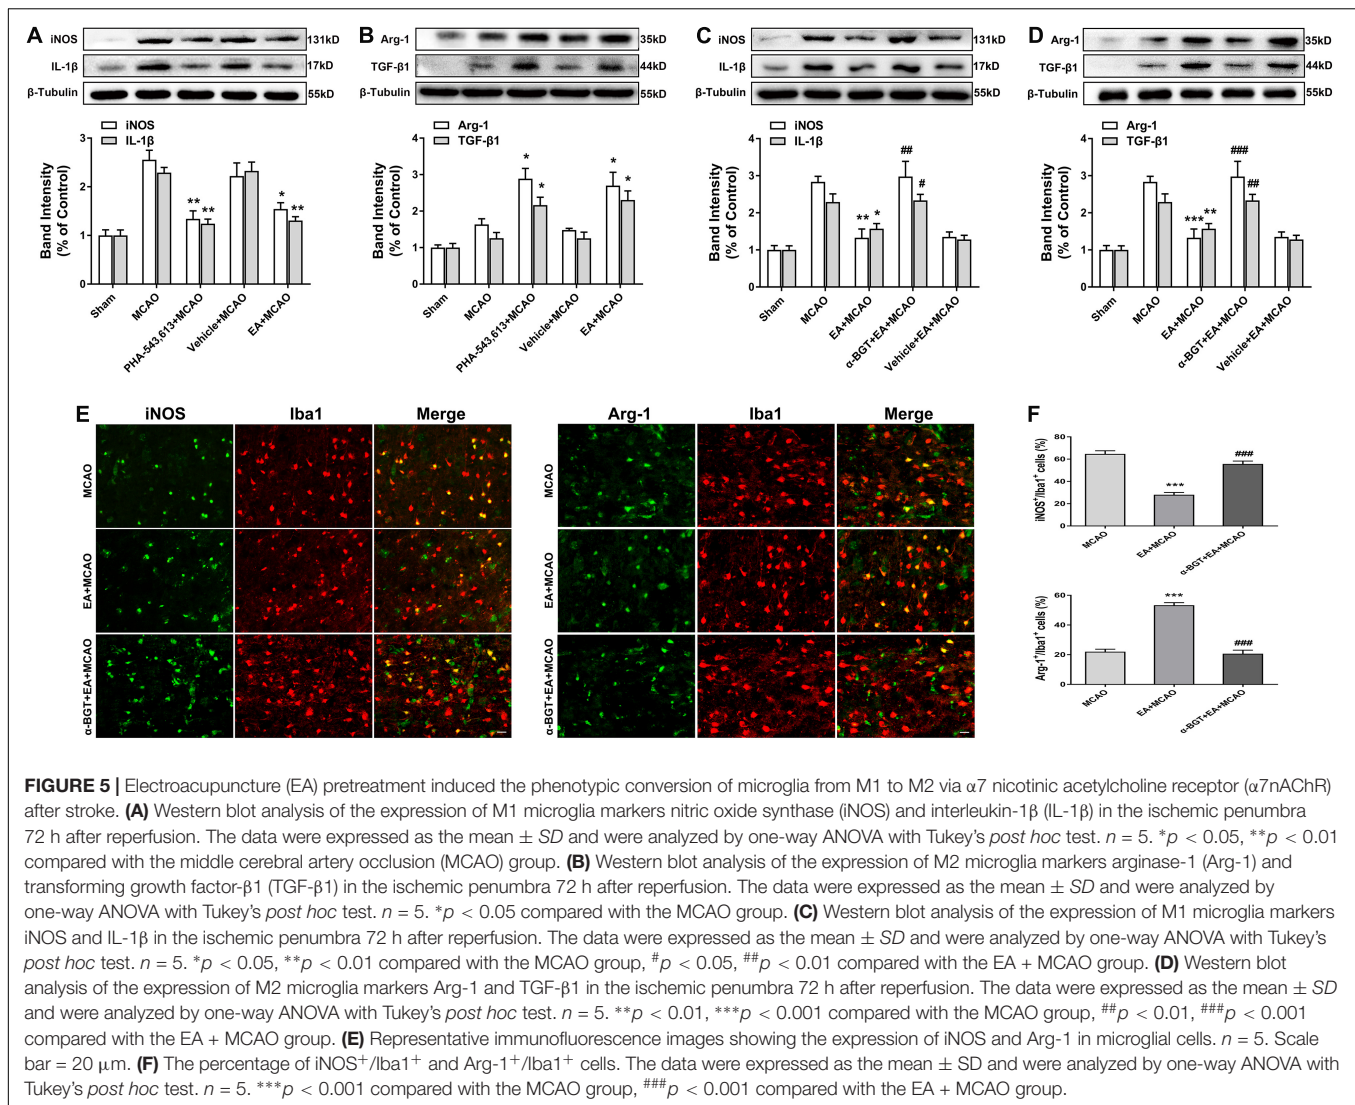 A
iNOS
131kD
IL-1β
17kD
β-Tubulin
55kD
iNOS
IL-1β
Band Intensity
(% of Control)
3
2
1
0
** **
* **
Sham
MCAO
PHA-543,613+MCAO
Vehicle+MCAO
EA+MCAO
B
Arg-1
35kD
TGF-β1
44kD
β-Tubulin
55kD
Arg-1
TGF-β1
Band Intensity
(% of Control)
4
3
2
1
0
* *
* *
Sham
MCAO
PHA-543,613+MCAO
Vehicle+MCAO
EA+MCAO
C
iNOS
131kD
IL-1β
17kD
β-Tubulin
55kD
iNOS
IL-1β
Band Intensity
(% of Control)
4
3
2
1
0
** *
## #
Sham
MCAO
EA+MCAO
α-BGT+EA+MCAO
Vehicle+EA+MCAO
D
Arg-1
35kD
TGF-β1
44kD
β-Tubulin
55kD
Arg-1
TGF-β1
Band Intensity
(% of Control)
4
3
2
1
0
*** **
### ##
Sham
MCAO
EA+MCAO
α-BGT+EA+MCAO
Vehicle+EA+MCAO
E
iNOS Iba1 Merge
MCAO
EA+MCAO
α-BGT+EA+MCAO
Arg-1 Iba1 Merge
MCAO
EA+MCAO
α-BGT+EA+MCAO
F
iNOS⁺/Iba1⁺ cells (%)
80
60
40
20
0
***
###
MCAO
EA+MCAO
α-BGT+EA+MCAO
Arg-1⁺/Iba1⁺ cells (%)
60
40
20
0
***
###
MCAO
EA+MCAO
α-BGT+EA+MCAO
FIGURE 5 | Electroacupuncture (EA) pretreatment induced the phenotypic conversion of microglia from M1 to M2 via α7 nicotinic acetylcholine receptor (α7nAChR)
after stroke. (A) Western blot analysis of the expression of M1 microglia markers nitric oxide synthase (iNOS) and interleukin-1β (IL-1β) in the ischemic penumbra
72 h after reperfusion. The data were expressed as the mean ± SD and were analyzed by one-way ANOVA with Tukey's post hoc test. n = 5. *p < 0.05, **p < 0.01
compared with the middle cerebral artery occlusion (MCAO) group. (B) Western blot analysis of the expression of M2 microglia markers arginase-1 (Arg-1) and
transforming growth factor-β1 (TGF-β1) in the ischemic penumbra 72 h after reperfusion. The data were expressed as the mean ± SD and were analyzed by
one-way ANOVA with Tukey's post hoc test. n = 5. *p < 0.05 compared with the MCAO group. (C) Western blot analysis of the expression of M1 microglia markers
iNOS and IL-1β in the ischemic penumbra 72 h after reperfusion. The data were expressed as the mean ± SD and were analyzed by one-way ANOVA with Tukey's
post hoc test. n = 5. *p < 0.05, **p < 0.01 compared with the MCAO group, #p < 0.05, ##p < 0.01 compared with the EA + MCAO group. (D) Western blot
analysis of the expression of M2 microglia markers Arg-1 and TGF-β1 in the ischemic penumbra 72 h after reperfusion. The data were expressed as the mean ± SD
and were analyzed by one-way ANOVA with Tukey's post hoc test. n = 5. **p < 0.01, ***p < 0.001 compared with the MCAO group, ##p < 0.01, ###p < 0.001
compared with the EA + MCAO group. (E) Representative immunofluorescence images showing the expression of iNOS and Arg-1 in microglial cells. n = 5. Scale
bar = 20 μm. (F) The percentage of iNOS⁺/Iba1⁺ and Arg-1⁺/Iba1⁺ cells. The data were expressed as the mean ± SD and were analyzed by one-way ANOVA with
Tukey's post hoc test. n = 5. ***p < 0.001 compared with the MCAO group, ###p < 0.001 compared with the EA + MCAO group.